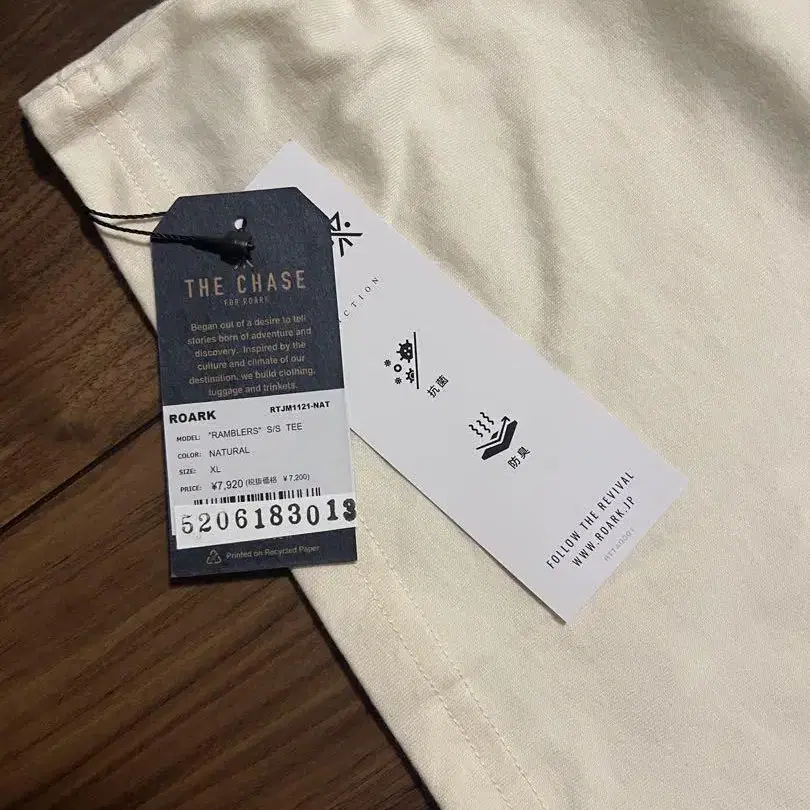 THE CHASE
FOR ROARK
Began out of a desire to tell
stories born of adventure and
discovery. Inspired by the
culture and climate of our
destination, we build clothing,
luggage and trinkets.
ROARK RTJM1121-NAT
MODEL: "RAMBLERS" S/S TEE
COLOR: NATURAL
SIZE: XL
PRICE: ¥7,920 (税抜価格 ¥7,200)
5206183013
Printed on Recycled Paper
抗菌
防臭
FOLLOW THE REVIVAL
WWW.ROARK.JP